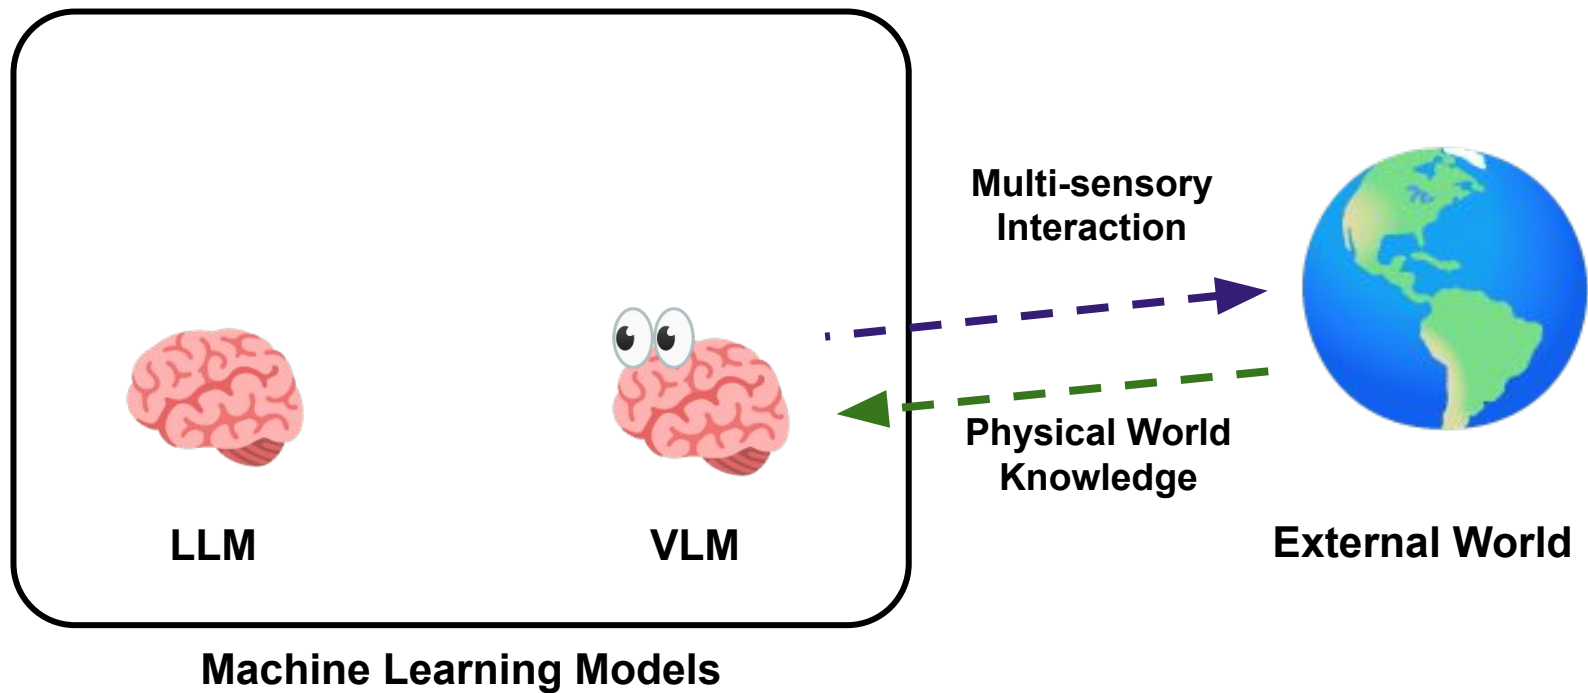 Multi-sensory
Interaction
Physical World
Knowledge
LLM
VLM
External World
Machine Learning Models